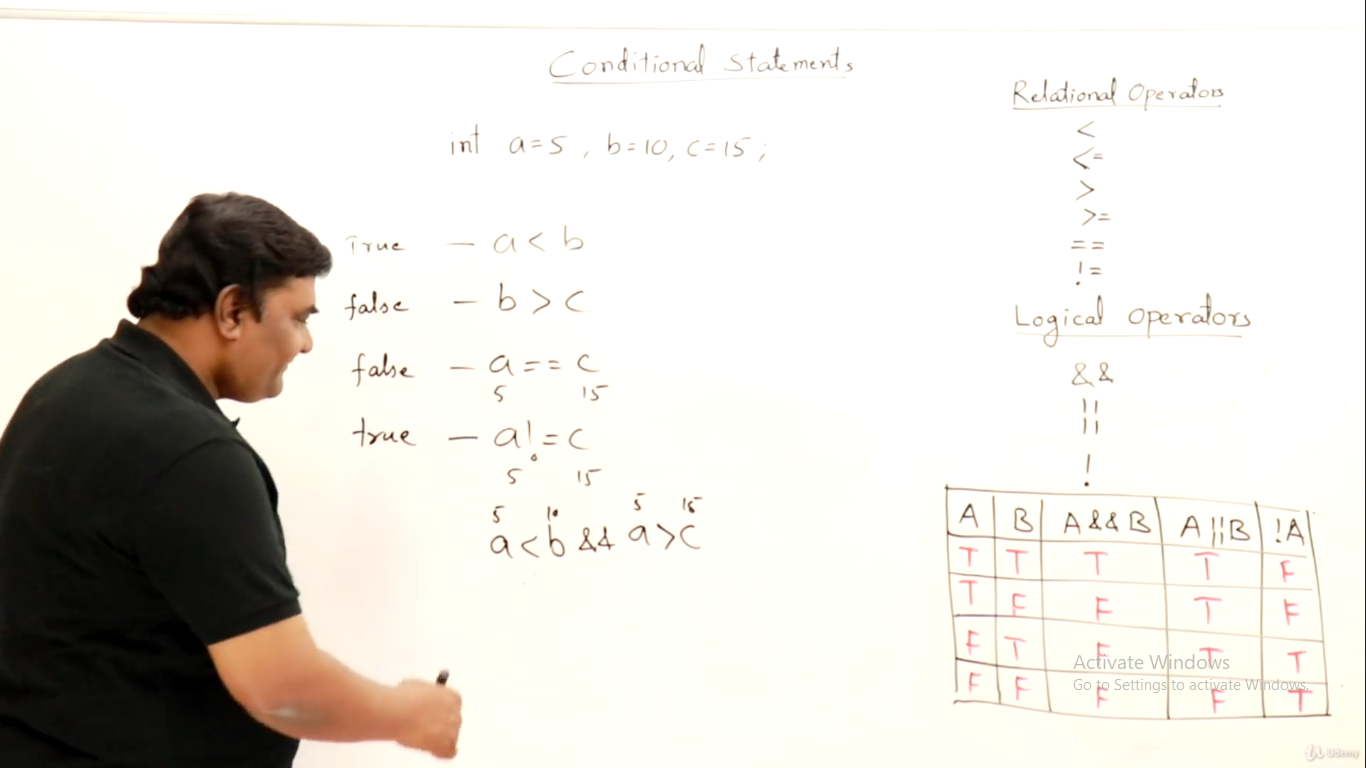 Conditional Statements
int a=5, b=10, c=15;
True — a < b
false — b > c
false — a == c
5 15
true — a != c
5 15
5 10 5 15
a < b && a > c
Relational Operators
<
<=
>
>=
==
!=
Logical Operators
&&
||
!
A B A&&B A||B !A
T T T T F
T F F T F
F T F T T
F F F F T
Activate Windows
Go to Settings to activate Windows.
Udemy